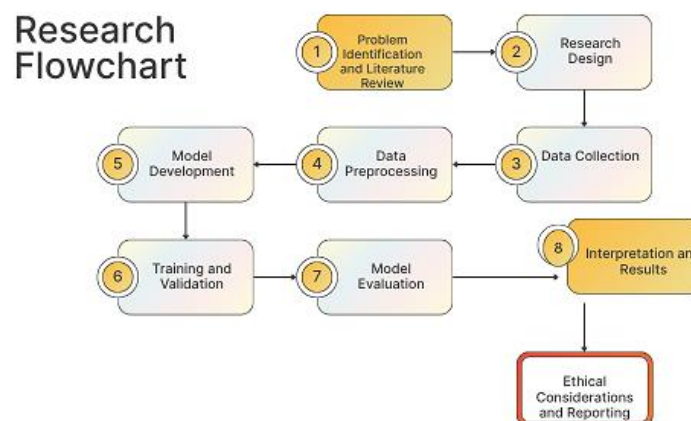 Research
Flowchart
1
Problem
Identification
and Literature
Review
2
Research
Design
3
Data Collection
4
Data
Preprocessing
5
Model
Development
6
Training and
Validation
7
Model
Evaluation
8
Interpretation an
Results
Ethical
Considerations
and Reporting